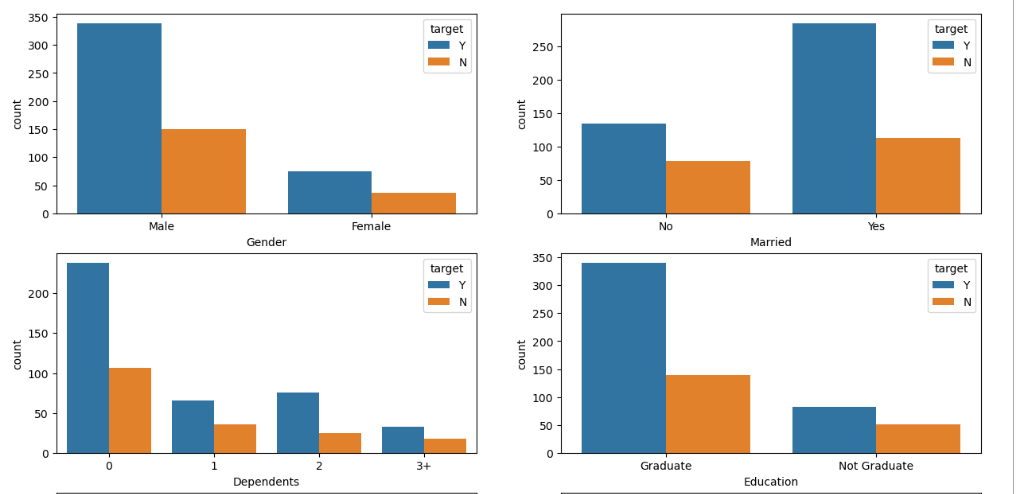 350
300
250
200
150
100
50
0
count
target
Y
N
Male
Female
Gender
250
200
150
100
50
0
count
target
Y
N
No
Yes
Married
200
150
100
50
0
count
target
Y
N
0
1
2
3+
Dependents
350
300
250
200
150
100
50
0
count
target
Y
N
Graduate
Not Graduate
Education